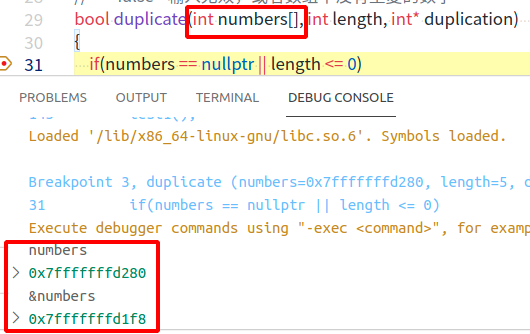 28 // false - 输入无效，或者数组中没有重复的数字
29 bool duplicate(int numbers[], int length, int* duplication)
30 {
31 if(numbers == nullptr || length <= 0)
PROBLEMS OUTPUT TERMINAL DEBUG CONSOLE
Loaded '/lib/x86_64-linux-gnu/libc.so.6'. Symbols loaded.
Breakpoint 3, duplicate (numbers=0x7fffffffd280, length=5,
31 if(numbers == nullptr || length <= 0)
Execute debugger commands using "-exec <command>", for
numbers
> 0x7fffffffd280
&numbers
> 0x7fffffffd1f8